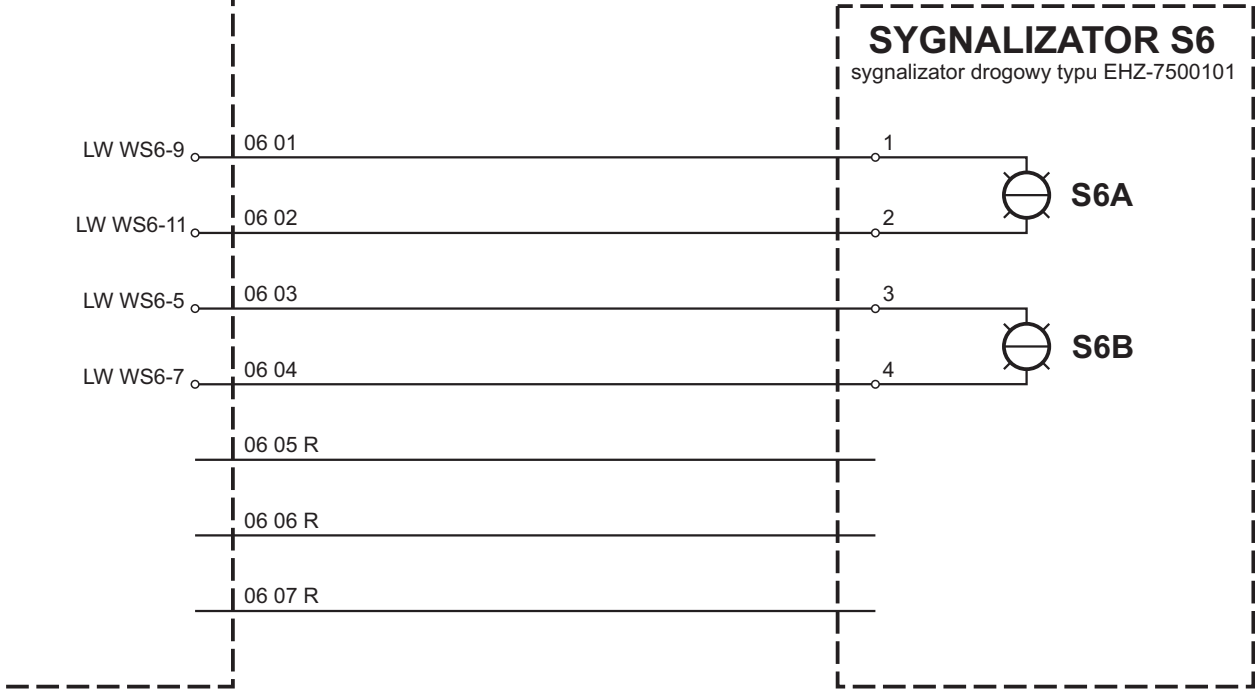 SYGNALIZATOR S6
sygnalizator drogowy typu EHZ-7500101
LW WS6-9 06 01 1
S6A
LW WS6-11 06 02 2
LW WS6-5 06 03 3
S6B
LW WS6-7 06 04 4
06 05 R
06 06 R
06 07 R